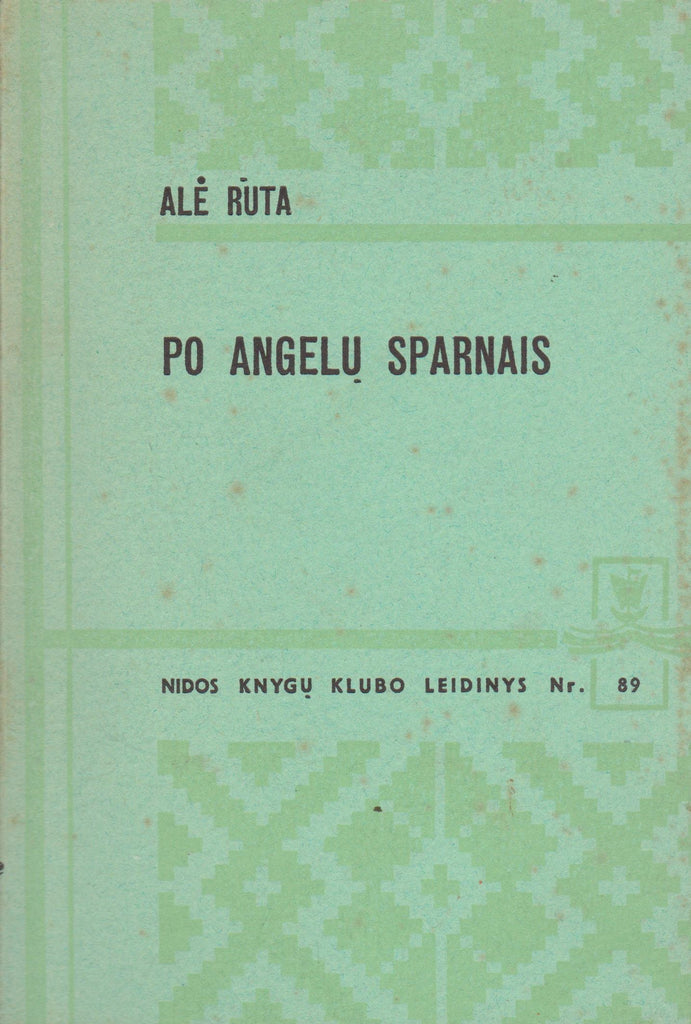 ALĖ RŪTA
PO ANGELŲ SPARNAIS
NIDOS KNYGŲ KLUBO LEIDINYS Nr. 89